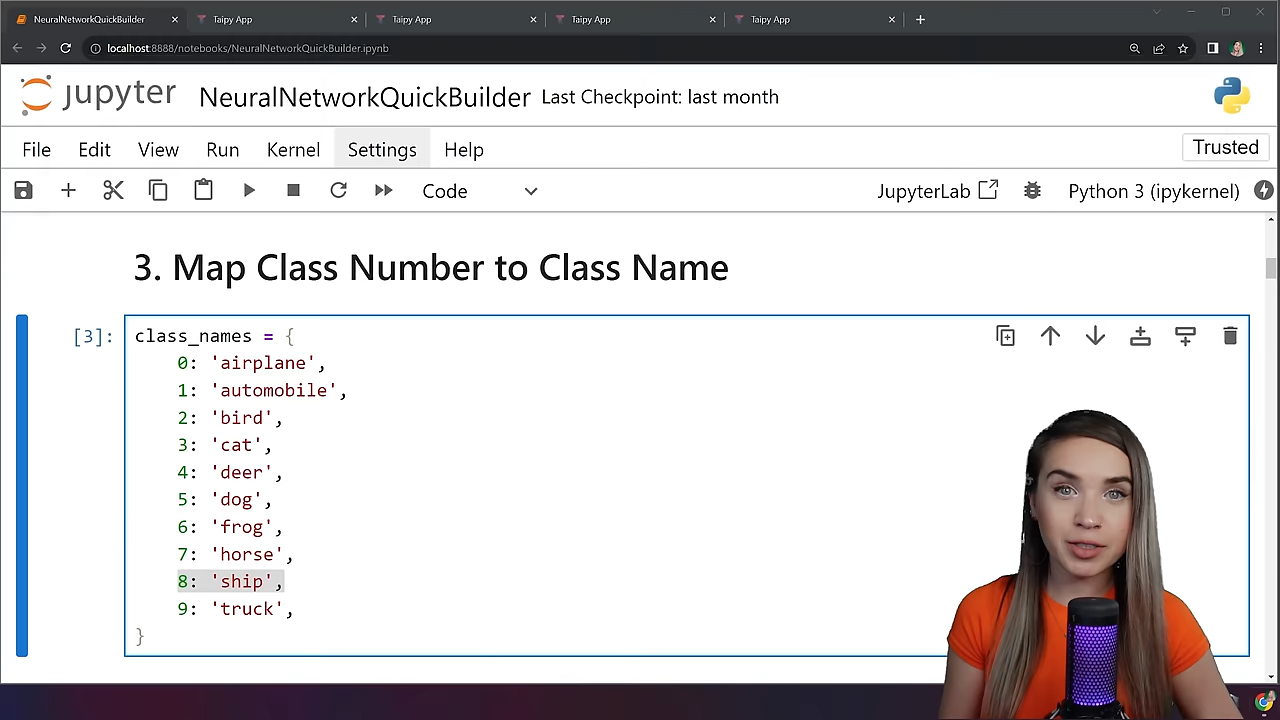 NeuralNetworkQuickBuilder
Taipy App
Taipy App
Taipy App
Taipy App
localhost:8888/notebooks/NeuralNetworkQuickBuilder.ipynb
jupyter NeuralNetworkQuickBuilder Last Checkpoint: last month
File Edit View Run Kernel Settings Help Trusted
Code JupyterLab Python 3 (ipykernel)
3. Map Class Number to Class Name
[3]: class_names = {
0: 'airplane',
1: 'automobile',
2: 'bird',
3: 'cat',
4: 'deer',
5: 'dog',
6: 'frog',
7: 'horse',
8: 'ship',
9: 'truck',
}